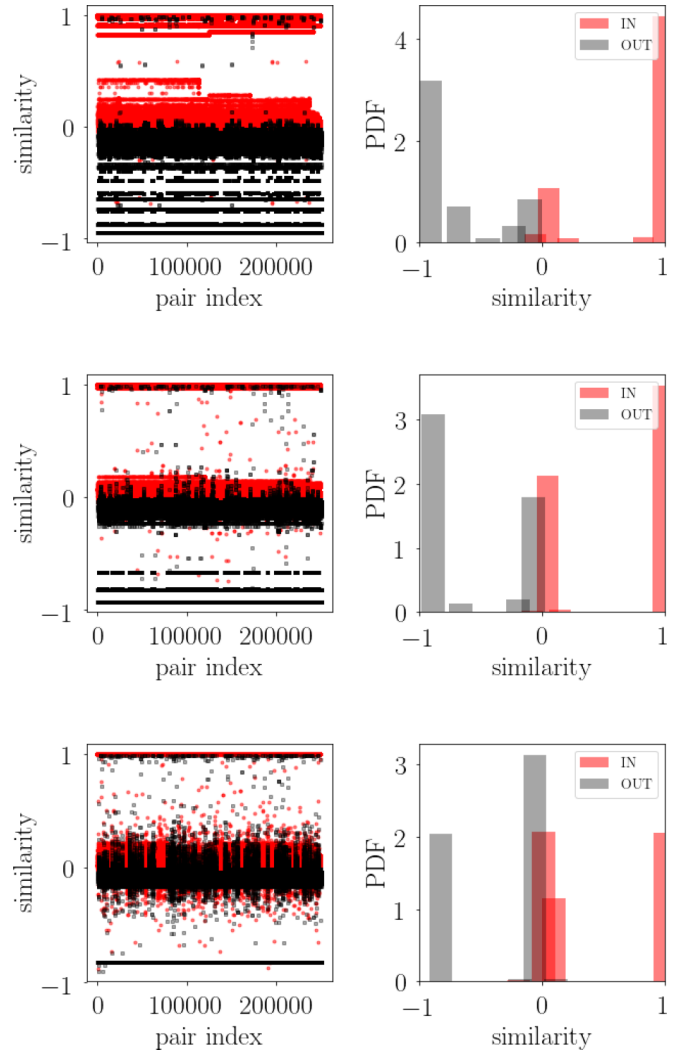 similarity
1
0
−1
0
100000
200000
pair index
PDF
4
2
0
−1
0
1
similarity
IN
OUT
similarity
1
0
−1
0
100000
200000
pair index
PDF
3
2
1
0
−1
0
1
similarity
IN
OUT
similarity
1
0
−1
0
100000
200000
pair index
PDF
3
2
1
0
−1
0
1
similarity
IN
OUT